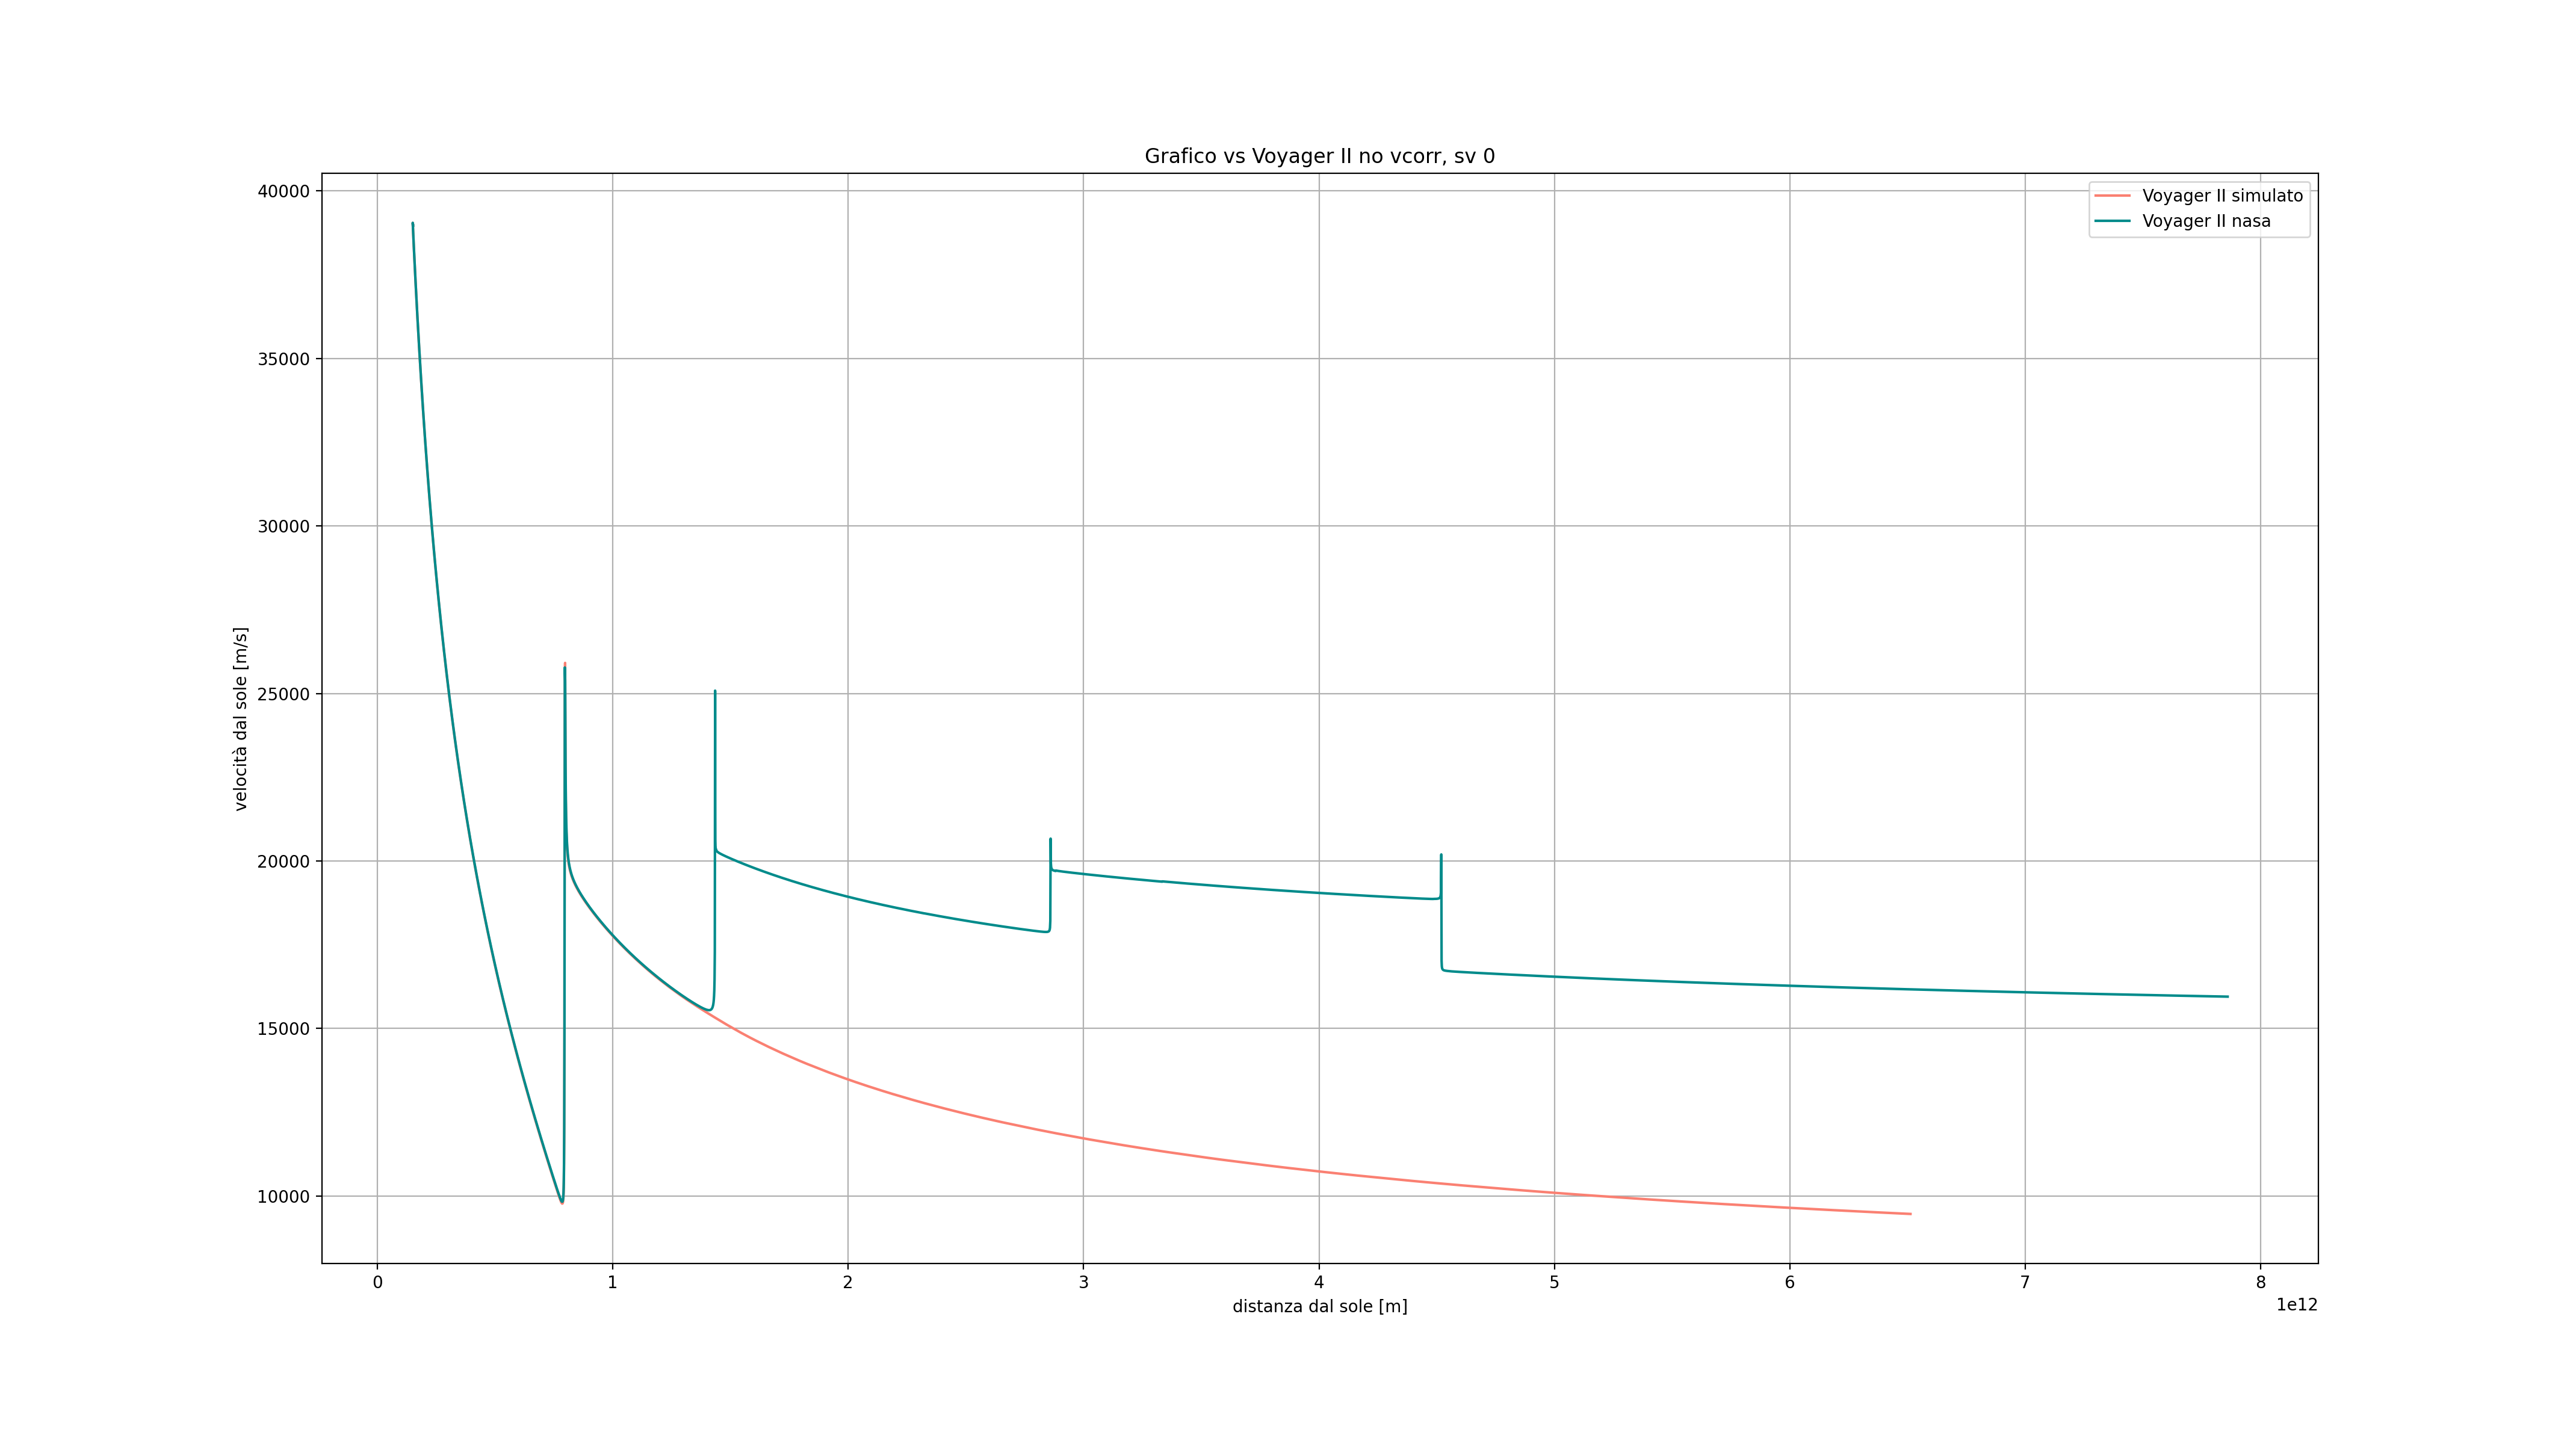 Grafico vs Voyager II no vcorr, sv 0
Voyager II simulato
Voyager II nasa
velocità dal sole [m/s]
40000
35000
30000
25000
20000
15000
10000
0 1 2 3 4 5 6 7 8
1e12
distanza dal sole [m]